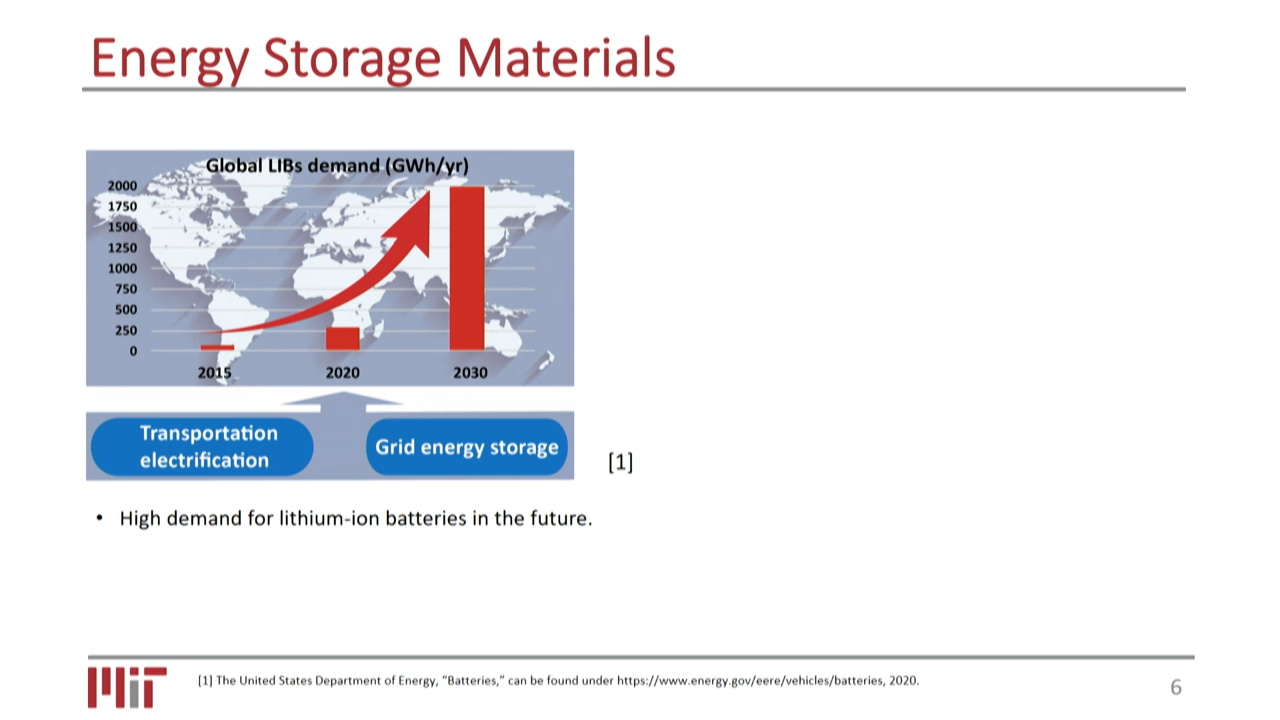 Energy Storage Materials
Global LIBs demand (GWh/yr)
2000
1750
1500
1250
1000
750
500
250
0
2015 2020 2030
Transportation
electrification
Grid energy storage
[1]
• High demand for lithium-ion batteries in the future.
MIT
[1] The United States Department of Energy, “Batteries,” can be found under https://www.energy.gov/eere/vehicles/batteries, 2020.
6